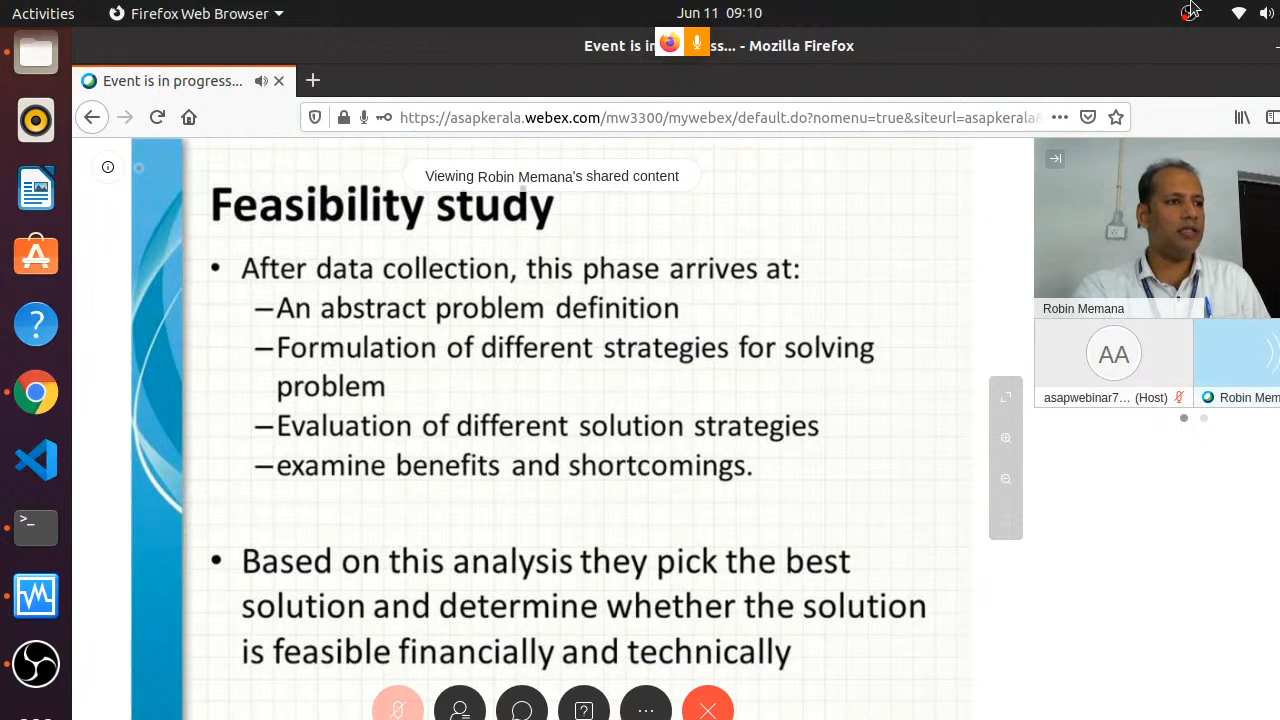 Activities
Firefox Web Browser
Jun 11 09:10
Event is in ss... - Mozilla Firefox
Event is in progress...
https://asapkerala.webex.com/mw3300/mywebex/default.do?nomenu=true&siteurl=asapkerala&
Viewing Robin Memana's shared content
Feasibility study
• After data collection, this phase arrives at:
–An abstract problem definition
–Formulation of different strategies for solving
problem
–Evaluation of different solution strategies
–examine benefits and shortcomings.
• Based on this analysis they pick the best
solution and determine whether the solution
is feasible financially and technically
Robin Memana
AA
asapwebinar7... (Host)
Robin Mem